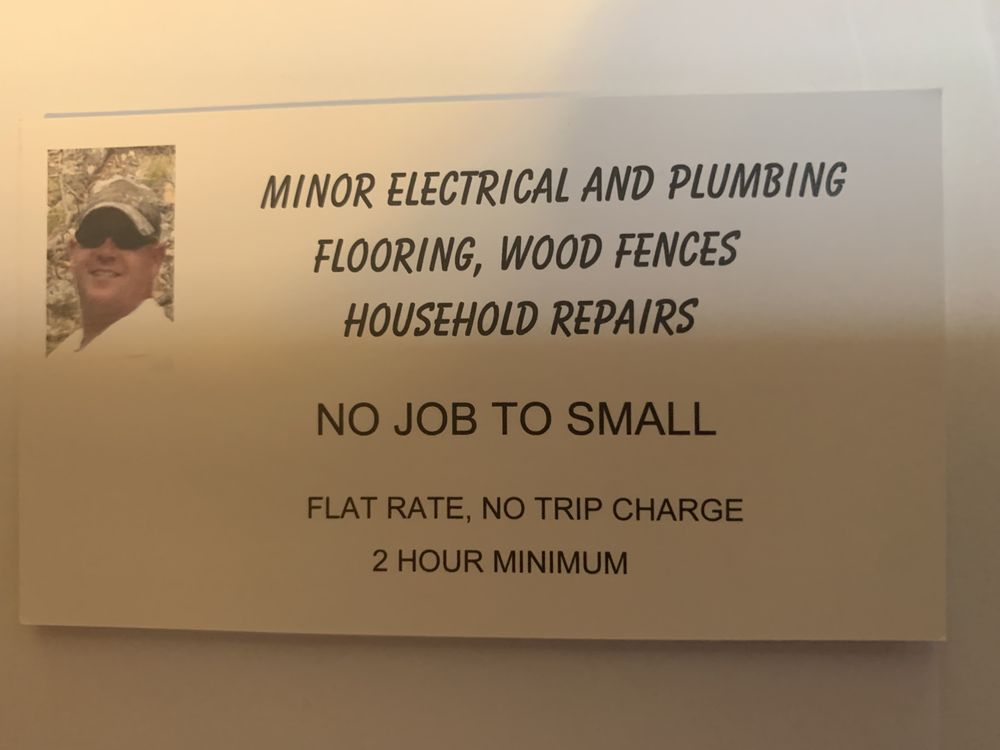 MINOR ELECTRICAL AND PLUMBING
FLOORING, WOOD FENCES
HOUSEHOLD REPAIRS
NO JOB TO SMALL
FLAT RATE, NO TRIP CHARGE
2 HOUR MINIMUM